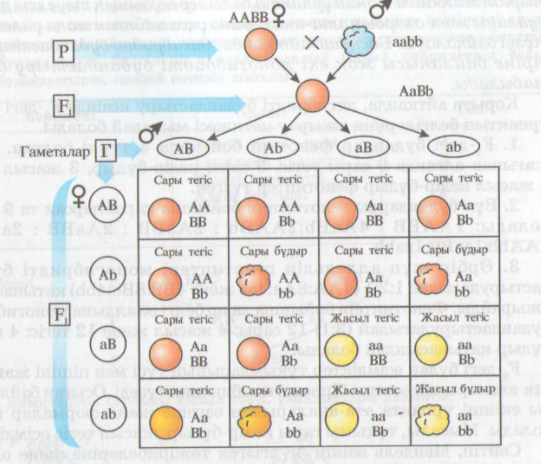 AABB ♀ × ♂ aabb
P
F₁ AaBb
Гаметалар Г ♂ AB Ab aB ab
♀
Сары тегіс Сары тегіс Сары тегіс Сары тегіс
AB AA AA Aa Aa
Bb Bb Bb Bb
Сары тегіс Сары бұдыр Сары тегіс Сары бұдыр
Ab AA AA Aa Aa
Bb bb Bb Bb
F₁
Сары тегіс Сары тегіс Жасыл тегіс Жасыл тегіс
aB Aa Aa aa aa
BB Bb BB Bb
Сары тегіс Сары бұдыр Жасыл тегіс Жасыл бұдыр
ab Aa Aa aa aa
Bb bb Bb bb